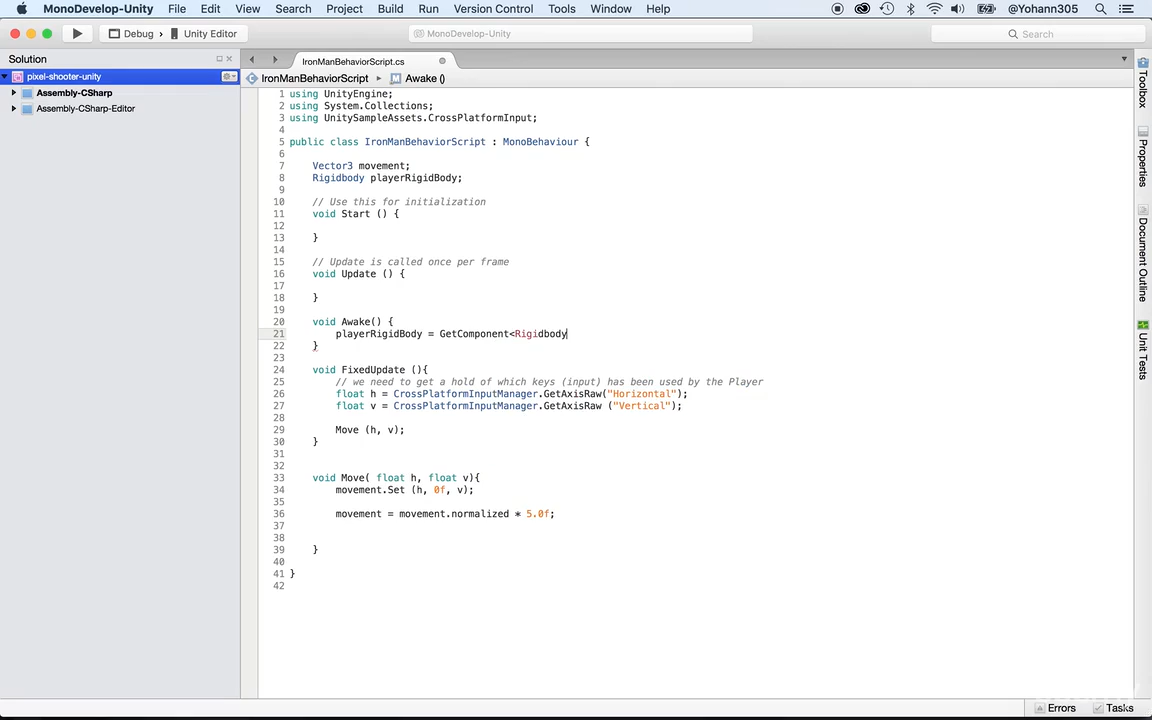 MonoDevelop-Unity File Edit View Search Project Build Run Version Control Tools Window Help @Yohann305
Debug › Unity Editor MonoDevelop-Unity Search
Solution
pixel-shooter-unity
Assembly-CSharp
Assembly-CSharp-Editor
IronManBehaviorScript.cs
IronManBehaviorScript ▸ M Awake ()
1 using UnityEngine;
2 using System.Collections;
3 using UnitySampleAssets.CrossPlatformInput;
4
5 public class IronManBehaviorScript : MonoBehaviour {
6
7 Vector3 movement;
8 Rigidbody playerRigidBody;
9
10 // Use this for initialization
11 void Start () {
12
13 }
14
15 // Update is called once per frame
16 void Update () {
17
18 }
19
20 void Awake() {
21 playerRigidBody = GetComponent<Rigidbody
22 }
23
24 void FixedUpdate (){
25 // we need to get a hold of which keys (input) has been used by the Player
26 float h = CrossPlatformInputManager.GetAxisRaw("Horizontal");
27 float v = CrossPlatformInputManager.GetAxisRaw ("Vertical");
28
29 Move (h, v);
30 }
31
32
33 void Move( float h, float v){
34 movement.Set (h, 0f, v);
35
36 movement = movement.normalized * 5.0f;
37
38
39 }
40
41 }
42
Toolbox
Properties
Document Outline
Unit Tests
Errors Tasks